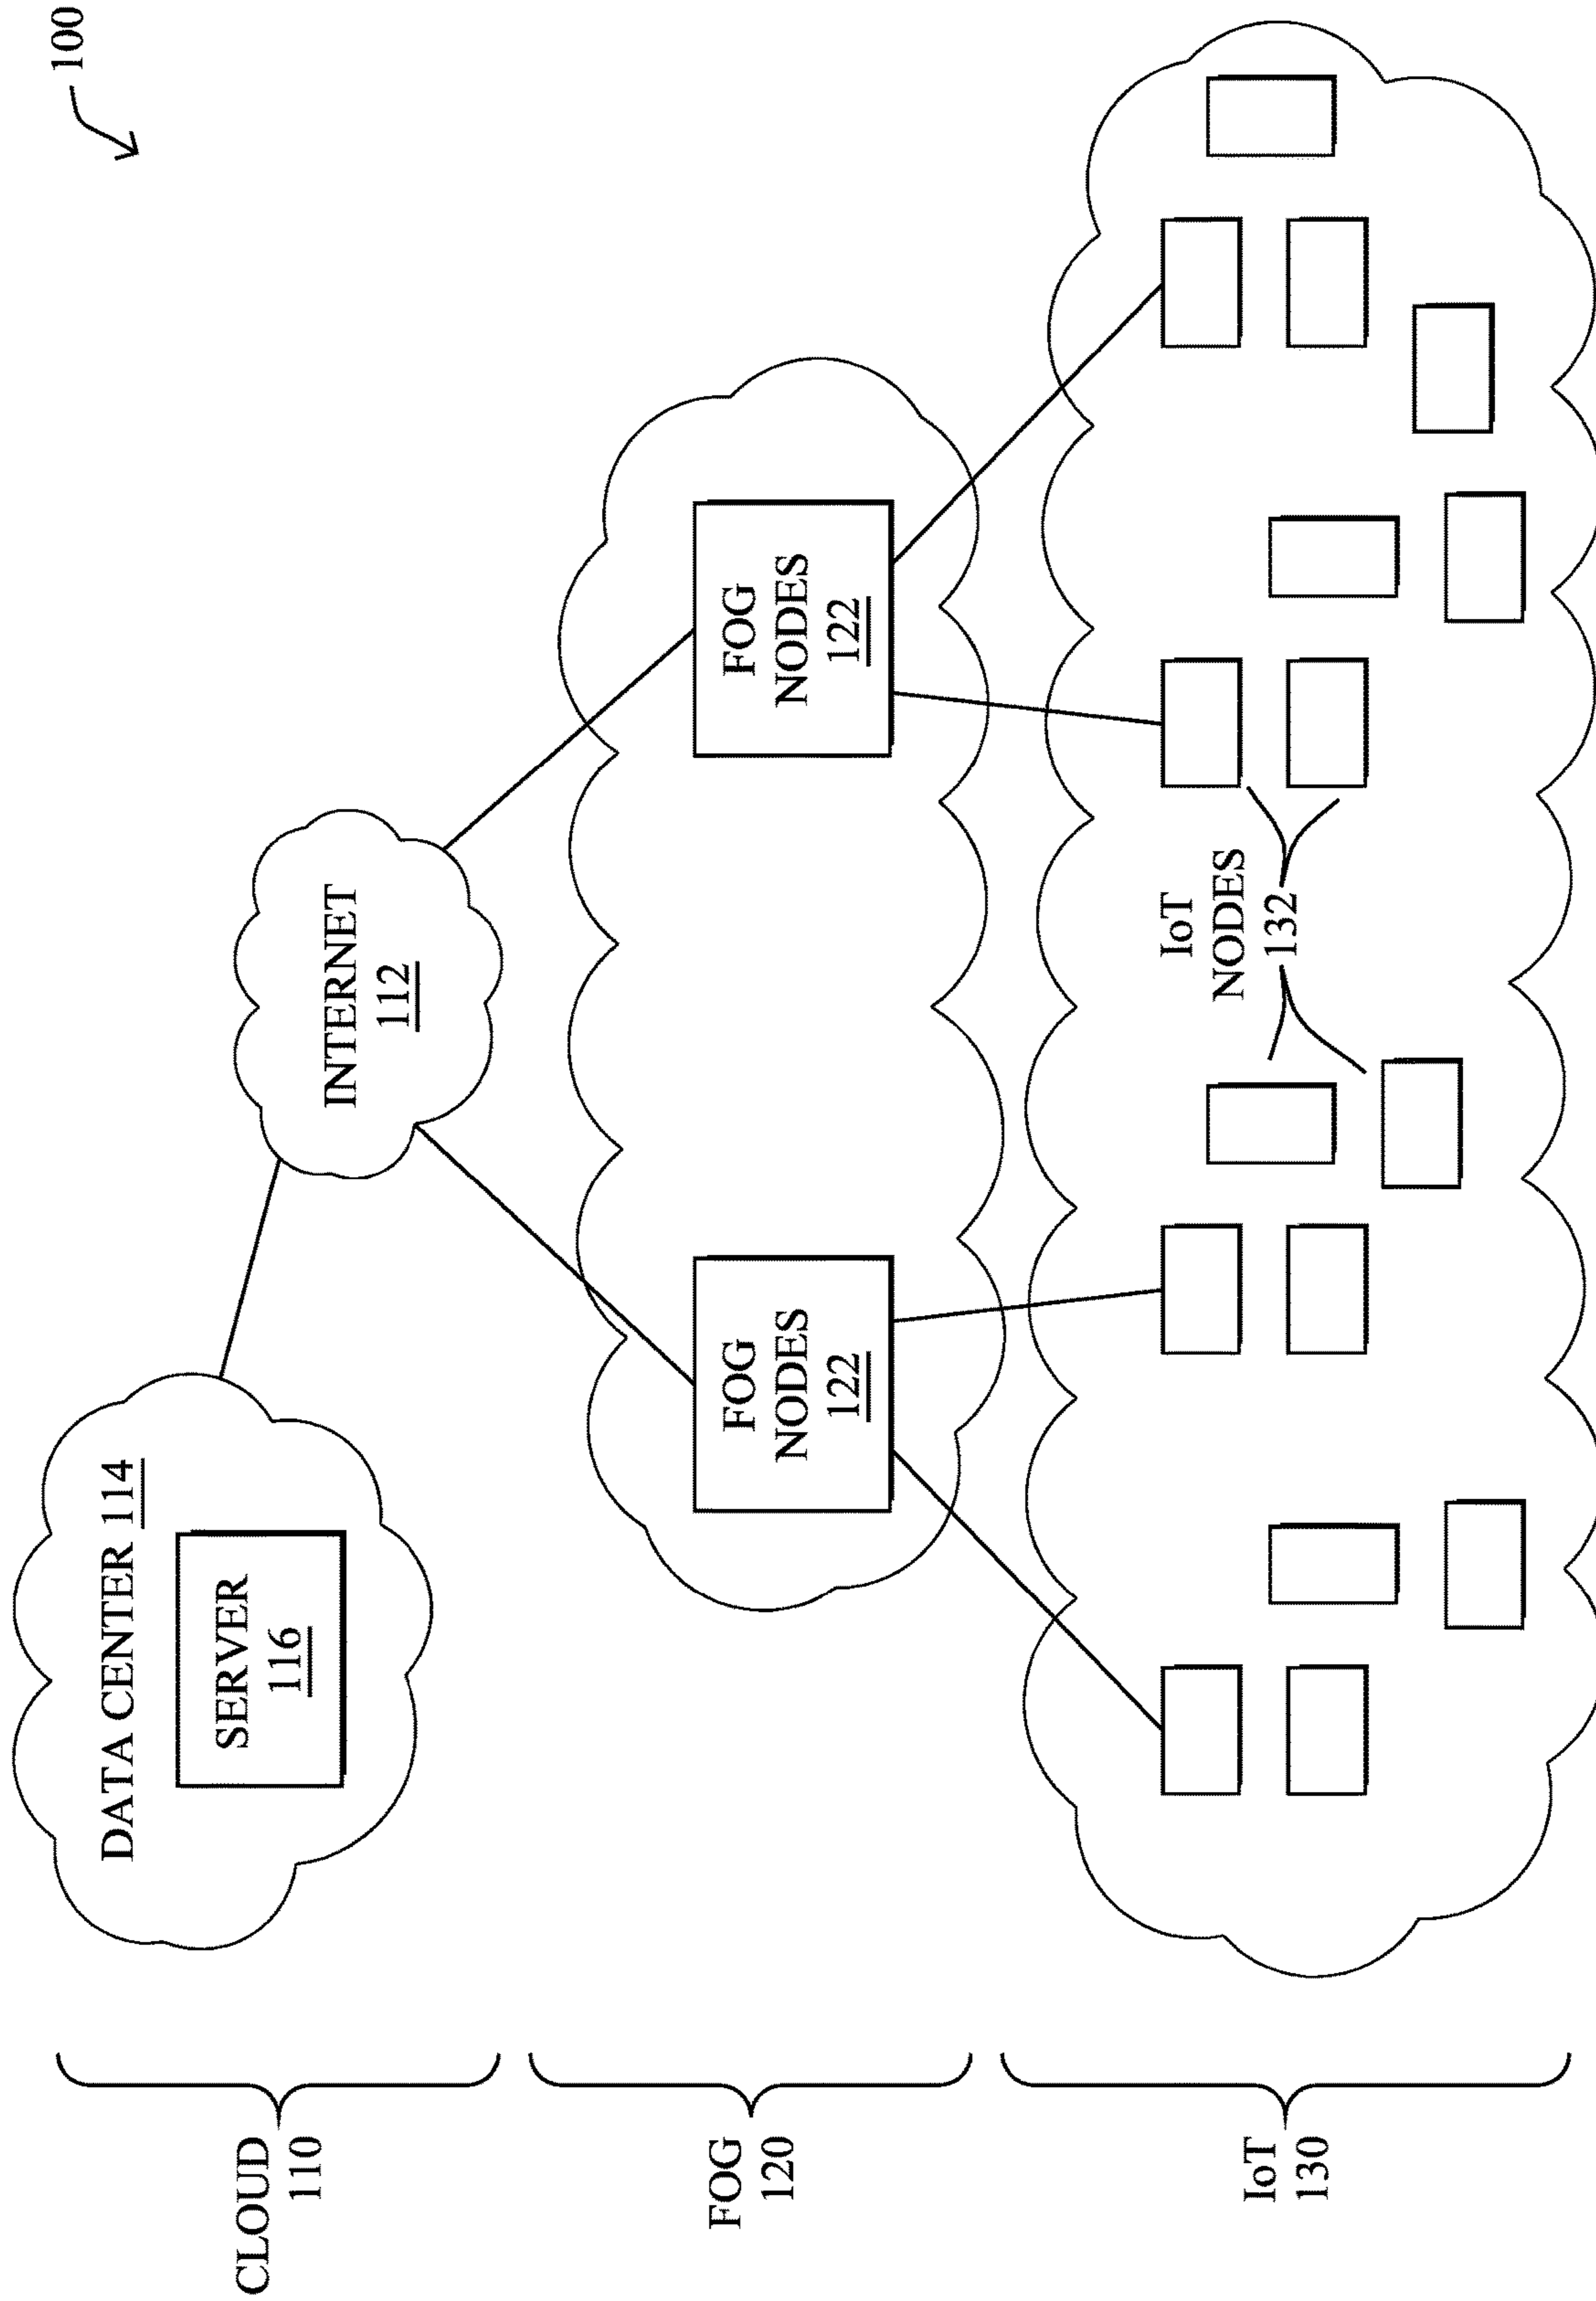 100
CLOUD
110
DATA CENTER 114
SERVER
116
INTERNET
112
FOG
120
FOG
NODES
122
FOG
NODES
122
IoT
130
IoT
NODES
132